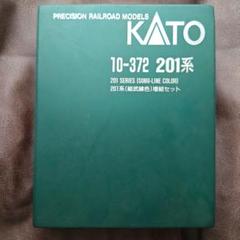 PRECISION RAILROAD MODELS
KATO
10-372 201系
201 SERIES (SOBU-LINE COLOR)
201系(総武線色)増結セット